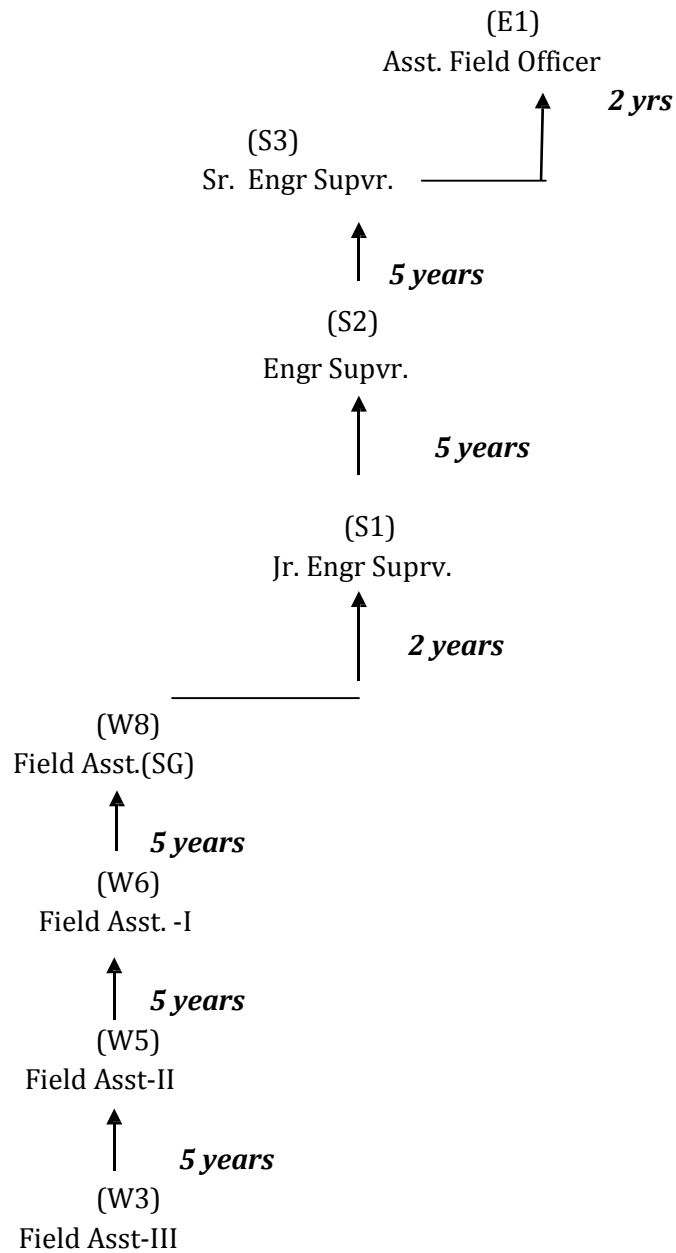 (E1)
Asst. Field Officer
2 yrs
(S3)
Sr. Engr Supvr.
5 years
(S2)
Engr Supvr.
5 years
(S1)
Jr. Engr Suprv.
2 years
(W8)
Field Asst.(SG)
5 years
(W6)
Field Asst. -I
5 years
(W5)
Field Asst-II
5 years
(W3)
Field Asst-III